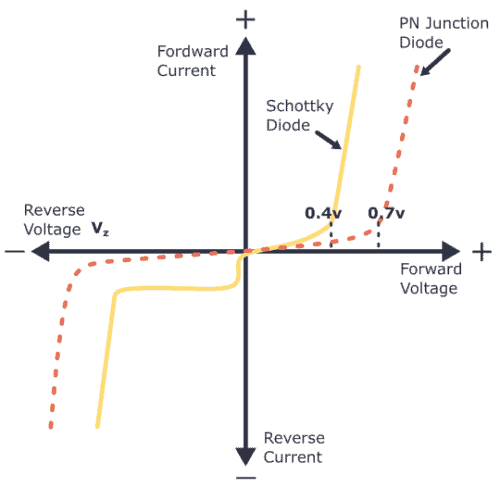 +
PN Junction
Diode
Fordward
Current
Schottky
Diode
Reverse
Voltage Vz
0.4v 0.7v
− +
Forward
Voltage
Reverse
Current
−